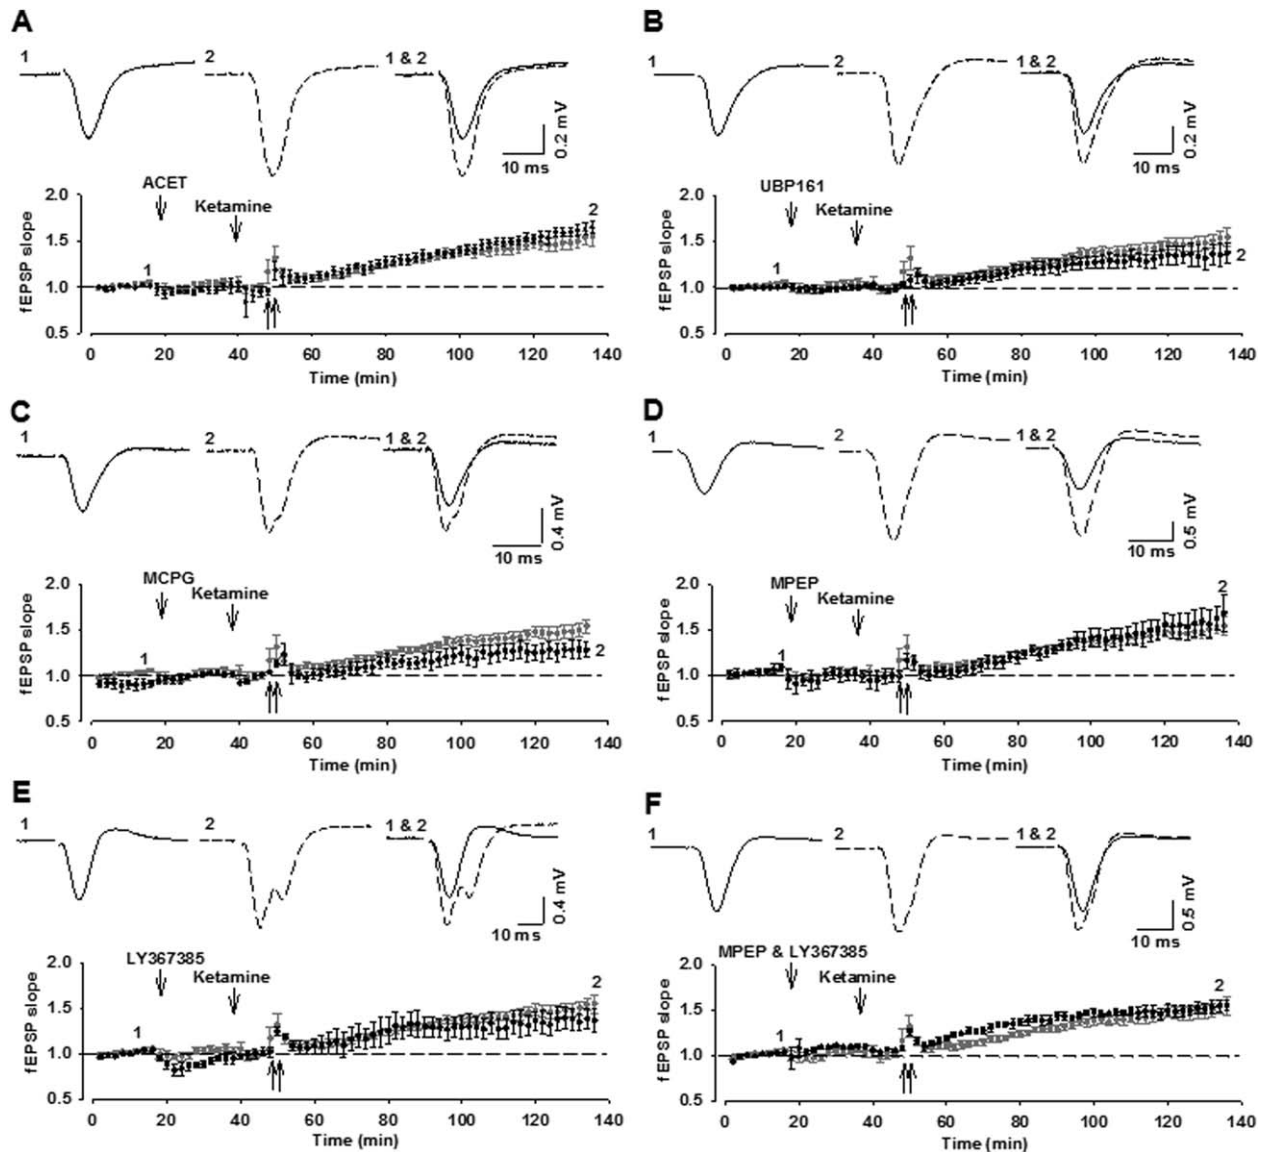 A
1
2
1 & 2
0.2 mV
10 ms
ACET
Ketamine
fEPSP slope
2.0
1.5
1.0
0.5
1
2
0 20 40 60 80 100 120 140
Time (min)
B
1
2
1 & 2
0.2 mV
10 ms
UBP161
Ketamine
fEPSP slope
2.0
1.5
1.0
0.5
1
2
0 20 40 60 80 100 120 140
Time (min)
C
1
2
1 & 2
0.4 mV
10 ms
MCPG
Ketamine
fEPSP slope
2.0
1.5
1.0
0.5
1
2
0 20 40 60 80 100 120 140
Time (min)
D
1
2
1 & 2
0.5 mV
10 ms
MPEP
Ketamine
fEPSP slope
2.0
1.5
1.0
0.5
1
2
0 20 40 60 80 100 120 140
Time (min)
E
1
2
1 & 2
0.4 mV
10 ms
LY367385
Ketamine
fEPSP slope
2.0
1.5
1.0
0.5
1
2
0 20 40 60 80 100 120 140
Time (min)
F
1
2
1 & 2
0.5 mV
10 ms
MPEP & LY367385
Ketamine
fEPSP slope
2.0
1.5
1.0
0.5
1
2
0 20 40 60 80 100 120 140
Time (min)